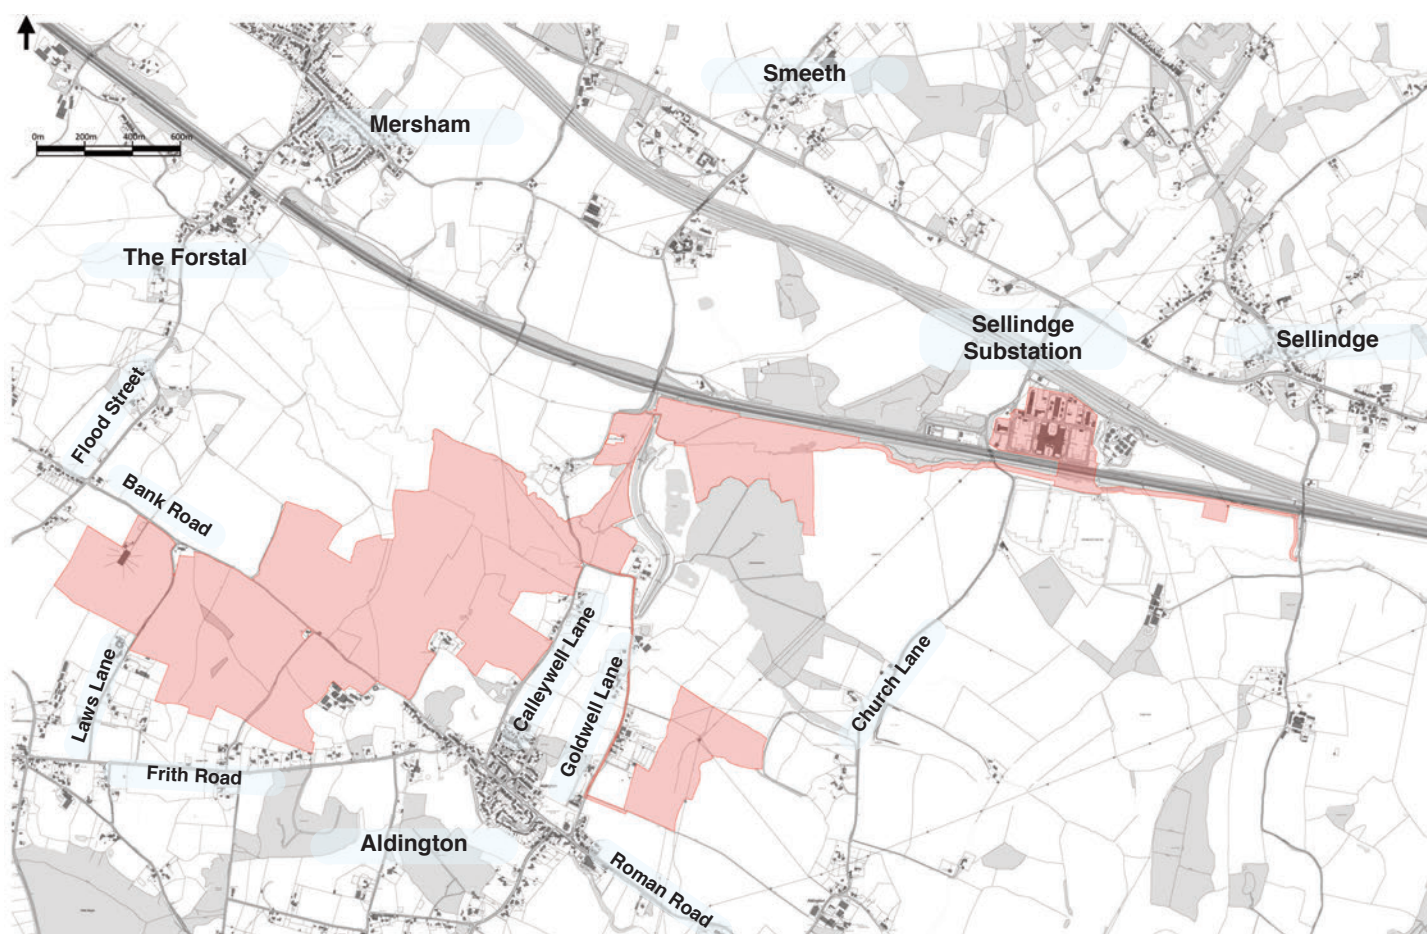 Smeeth
Mersham
0m 200m 400m 600m
The Forstal
Sellindge
Substation
Sellindge
Flood Street
Bank Road
Laws Lane
Calleywell Lane
Goldwell Lane
Church Lane
Frith Road
Aldington
Roman Road